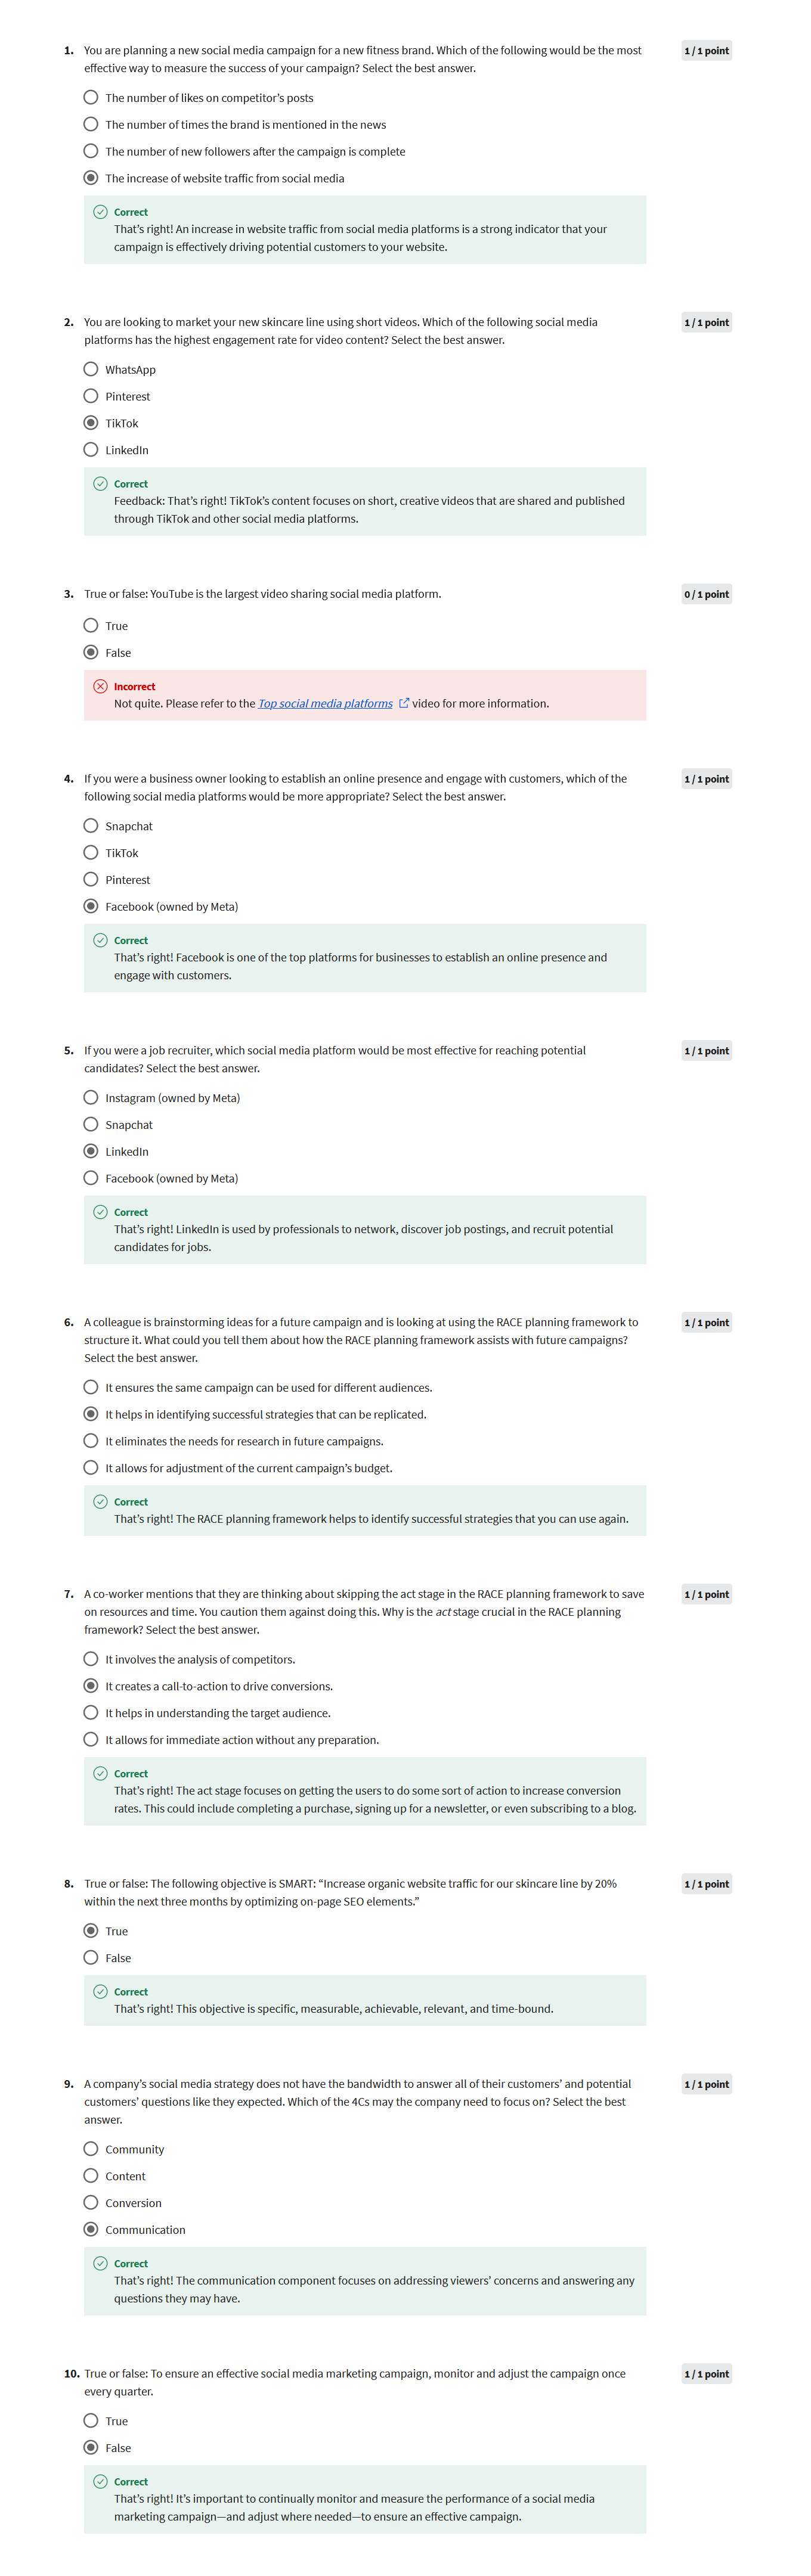 1. You are planning a new social media campaign for a new fitness brand. Which of the following would be the most
effective way to measure the success of your campaign? Select the best answer.
1 / 1 point
The number of likes on competitor’s posts
The number of times the brand is mentioned in the news
The number of new followers after the campaign is complete
The increase of website traffic from social media
Correct
That’s right! An increase in website traffic from social media platforms is a strong indicator that your
campaign is effectively driving potential customers to your website.
2. You are looking to market your new skincare line using short videos. Which of the following social media
platforms has the highest engagement rate for video content? Select the best answer.
1 / 1 point
WhatsApp
Pinterest
TikTok
LinkedIn
Correct
Feedback: That’s right! TikTok’s content focuses on short, creative videos that are shared and published
through TikTok and other social media platforms.
3. True or false: YouTube is the largest video sharing social media platform.
0 / 1 point
True
False
Incorrect
Not quite. Please refer to the Top social media platforms video for more information.
4. If you were a business owner looking to establish an online presence and engage with customers, which of the
following social media platforms would be more appropriate? Select the best answer.
1 / 1 point
Snapchat
TikTok
Pinterest
Facebook (owned by Meta)
Correct
That’s right! Facebook is one of the top platforms for businesses to establish an online presence and
engage with customers.
5. If you were a job recruiter, which social media platform would be most effective for reaching potential
candidates? Select the best answer.
1 / 1 point
Instagram (owned by Meta)
Snapchat
LinkedIn
Facebook (owned by Meta)
Correct
That’s right! LinkedIn is used by professionals to network, discover job postings, and recruit potential
candidates for jobs.
6. A colleague is brainstorming ideas for a future campaign and is looking at using the RACE planning framework to
structure it. What could you tell them about how the RACE planning framework assists with future campaigns?
Select the best answer.
1 / 1 point
It ensures the same campaign can be used for different audiences.
It helps in identifying successful strategies that can be replicated.
It eliminates the needs for research in future campaigns.
It allows for adjustment of the current campaign’s budget.
Correct
That’s right! The RACE planning framework helps to identify successful strategies that you can use again.
7. A co-worker mentions that they are thinking about skipping the act stage in the RACE planning framework to save
on resources and time. You caution them against doing this. Why is the act stage crucial in the RACE planning
framework? Select the best answer.
1 / 1 point
It involves the analysis of competitors.
It creates a call-to-action to drive conversions.
It helps in understanding the target audience.
It allows for immediate action without any preparation.
Correct
That’s right! The act stage focuses on getting the users to do some sort of action to increase conversion
rates. This could include completing a purchase, signing up for a newsletter, or even subscribing to a blog.
8. True or false: The following objective is SMART: “Increase organic website traffic for our skincare line by 20%
within the next three months by optimizing on-page SEO elements.”
1 / 1 point
True
False
Correct
That’s right! This objective is specific, measurable, achievable, relevant, and time-bound.
9. A company’s social media strategy does not have the bandwidth to answer all of their customers’ and potential
customers’ questions like they expected. Which of the 4Cs may the company need to focus on? Select the best
answer.
1 / 1 point
Community
Content
Conversion
Communication
Correct
That’s right! The communication component focuses on addressing viewers’ concerns and answering any
questions they may have.
10. True or false: To ensure an effective social media marketing campaign, monitor and adjust the campaign once
every quarter.
1 / 1 point
True
False
Correct
That’s right! It’s important to continually monitor and measure the performance of a social media
marketing campaign—and adjust where needed—to ensure an effective campaign.